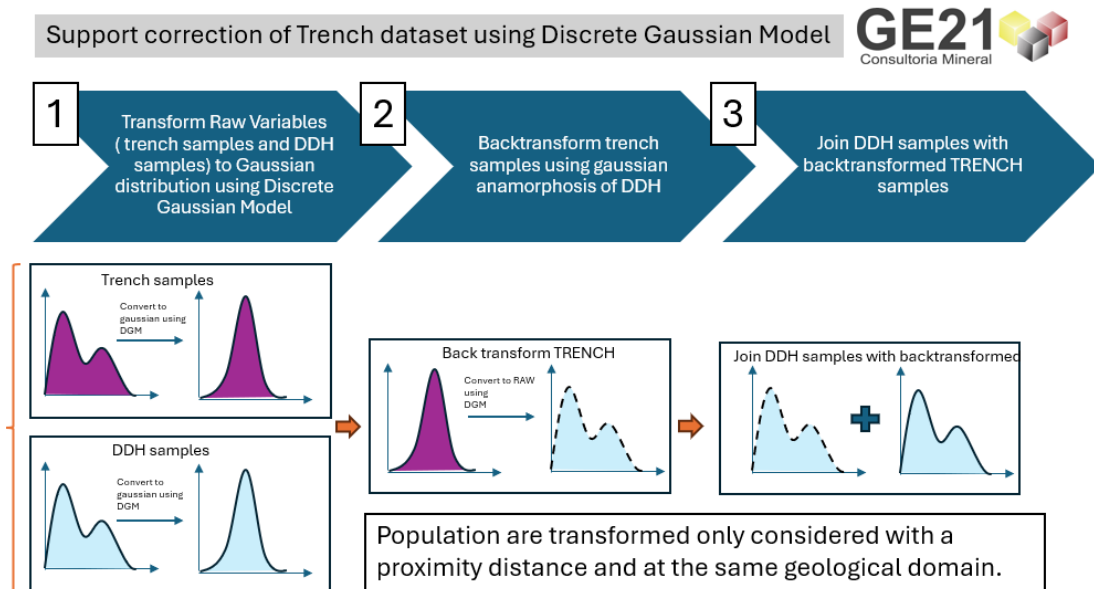 Support correction of Trench dataset using Discrete Gaussian Model
GE21
Consultoria Mineral
1
Transform Raw Variables
( trench samples and DDH
samples) to Gaussian
distribution using Discrete
Gaussian Model
2
Backtransform trench
samples using gaussian
anamorphosis of DDH
3
Join DDH samples with
backtransformed TRENCH
samples
Trench samples
Convert to
gaussian using
DGM
DDH samples
Convert to
gaussian using
DGM
Back transform TRENCH
Convert to RAW
using
DGM
Join DDH samples with backtransformed
Population are transformed only considered with a
proximity distance and at the same geological domain.